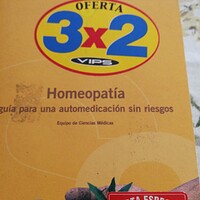 OFERTA
3x2
VIPS
Homeopatía
guía para una automedicación sin riesgos
Equipo de Ciencias Médicas